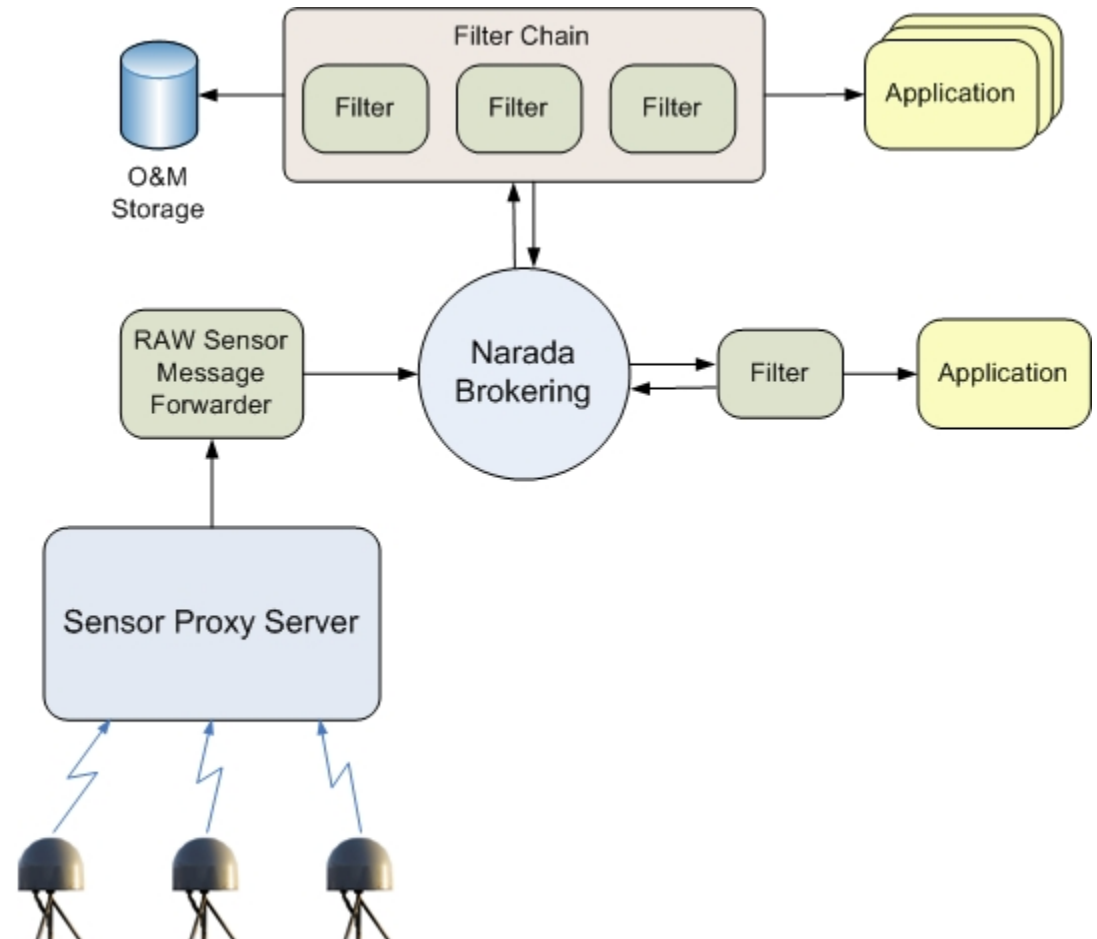 Filter Chain
Filter
Filter
Filter
Application
O&M
Storage
RAW Sensor
Message
Forwarder
Narada
Brokering
Filter
Application
Sensor Proxy Server